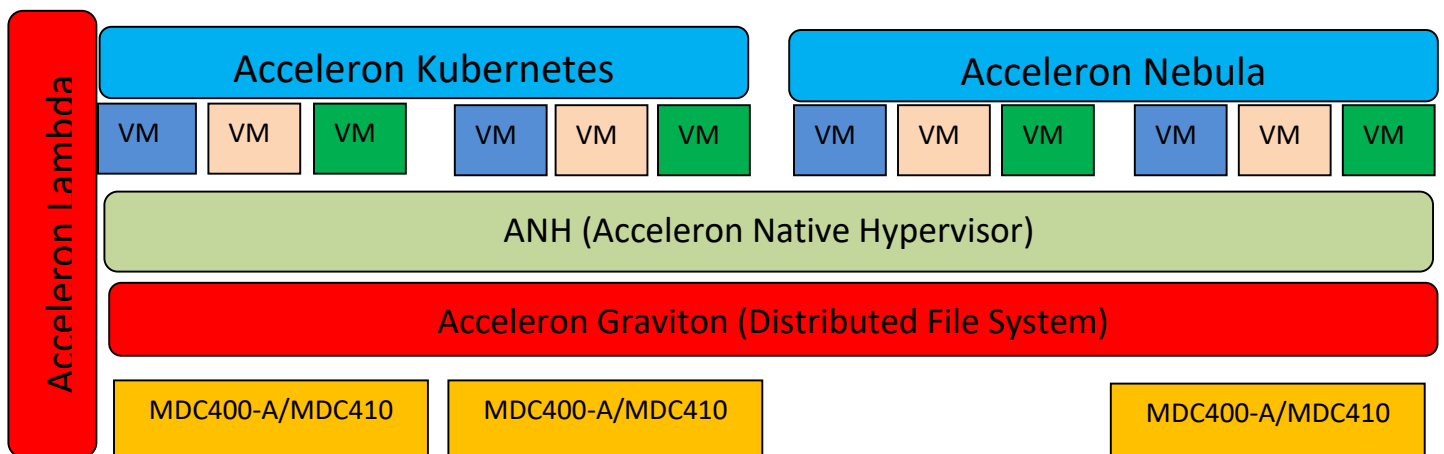 Acceleron Lambda
Acceleron Kubernetes
Acceleron Nebula
VM
VM
VM
VM
VM
VM
VM
VM
VM
VM
VM
VM
ANH (Acceleron Native Hypervisor)
Acceleron Graviton (Distributed File System)
MDC400-A/MDC410
MDC400-A/MDC410
MDC400-A/MDC410